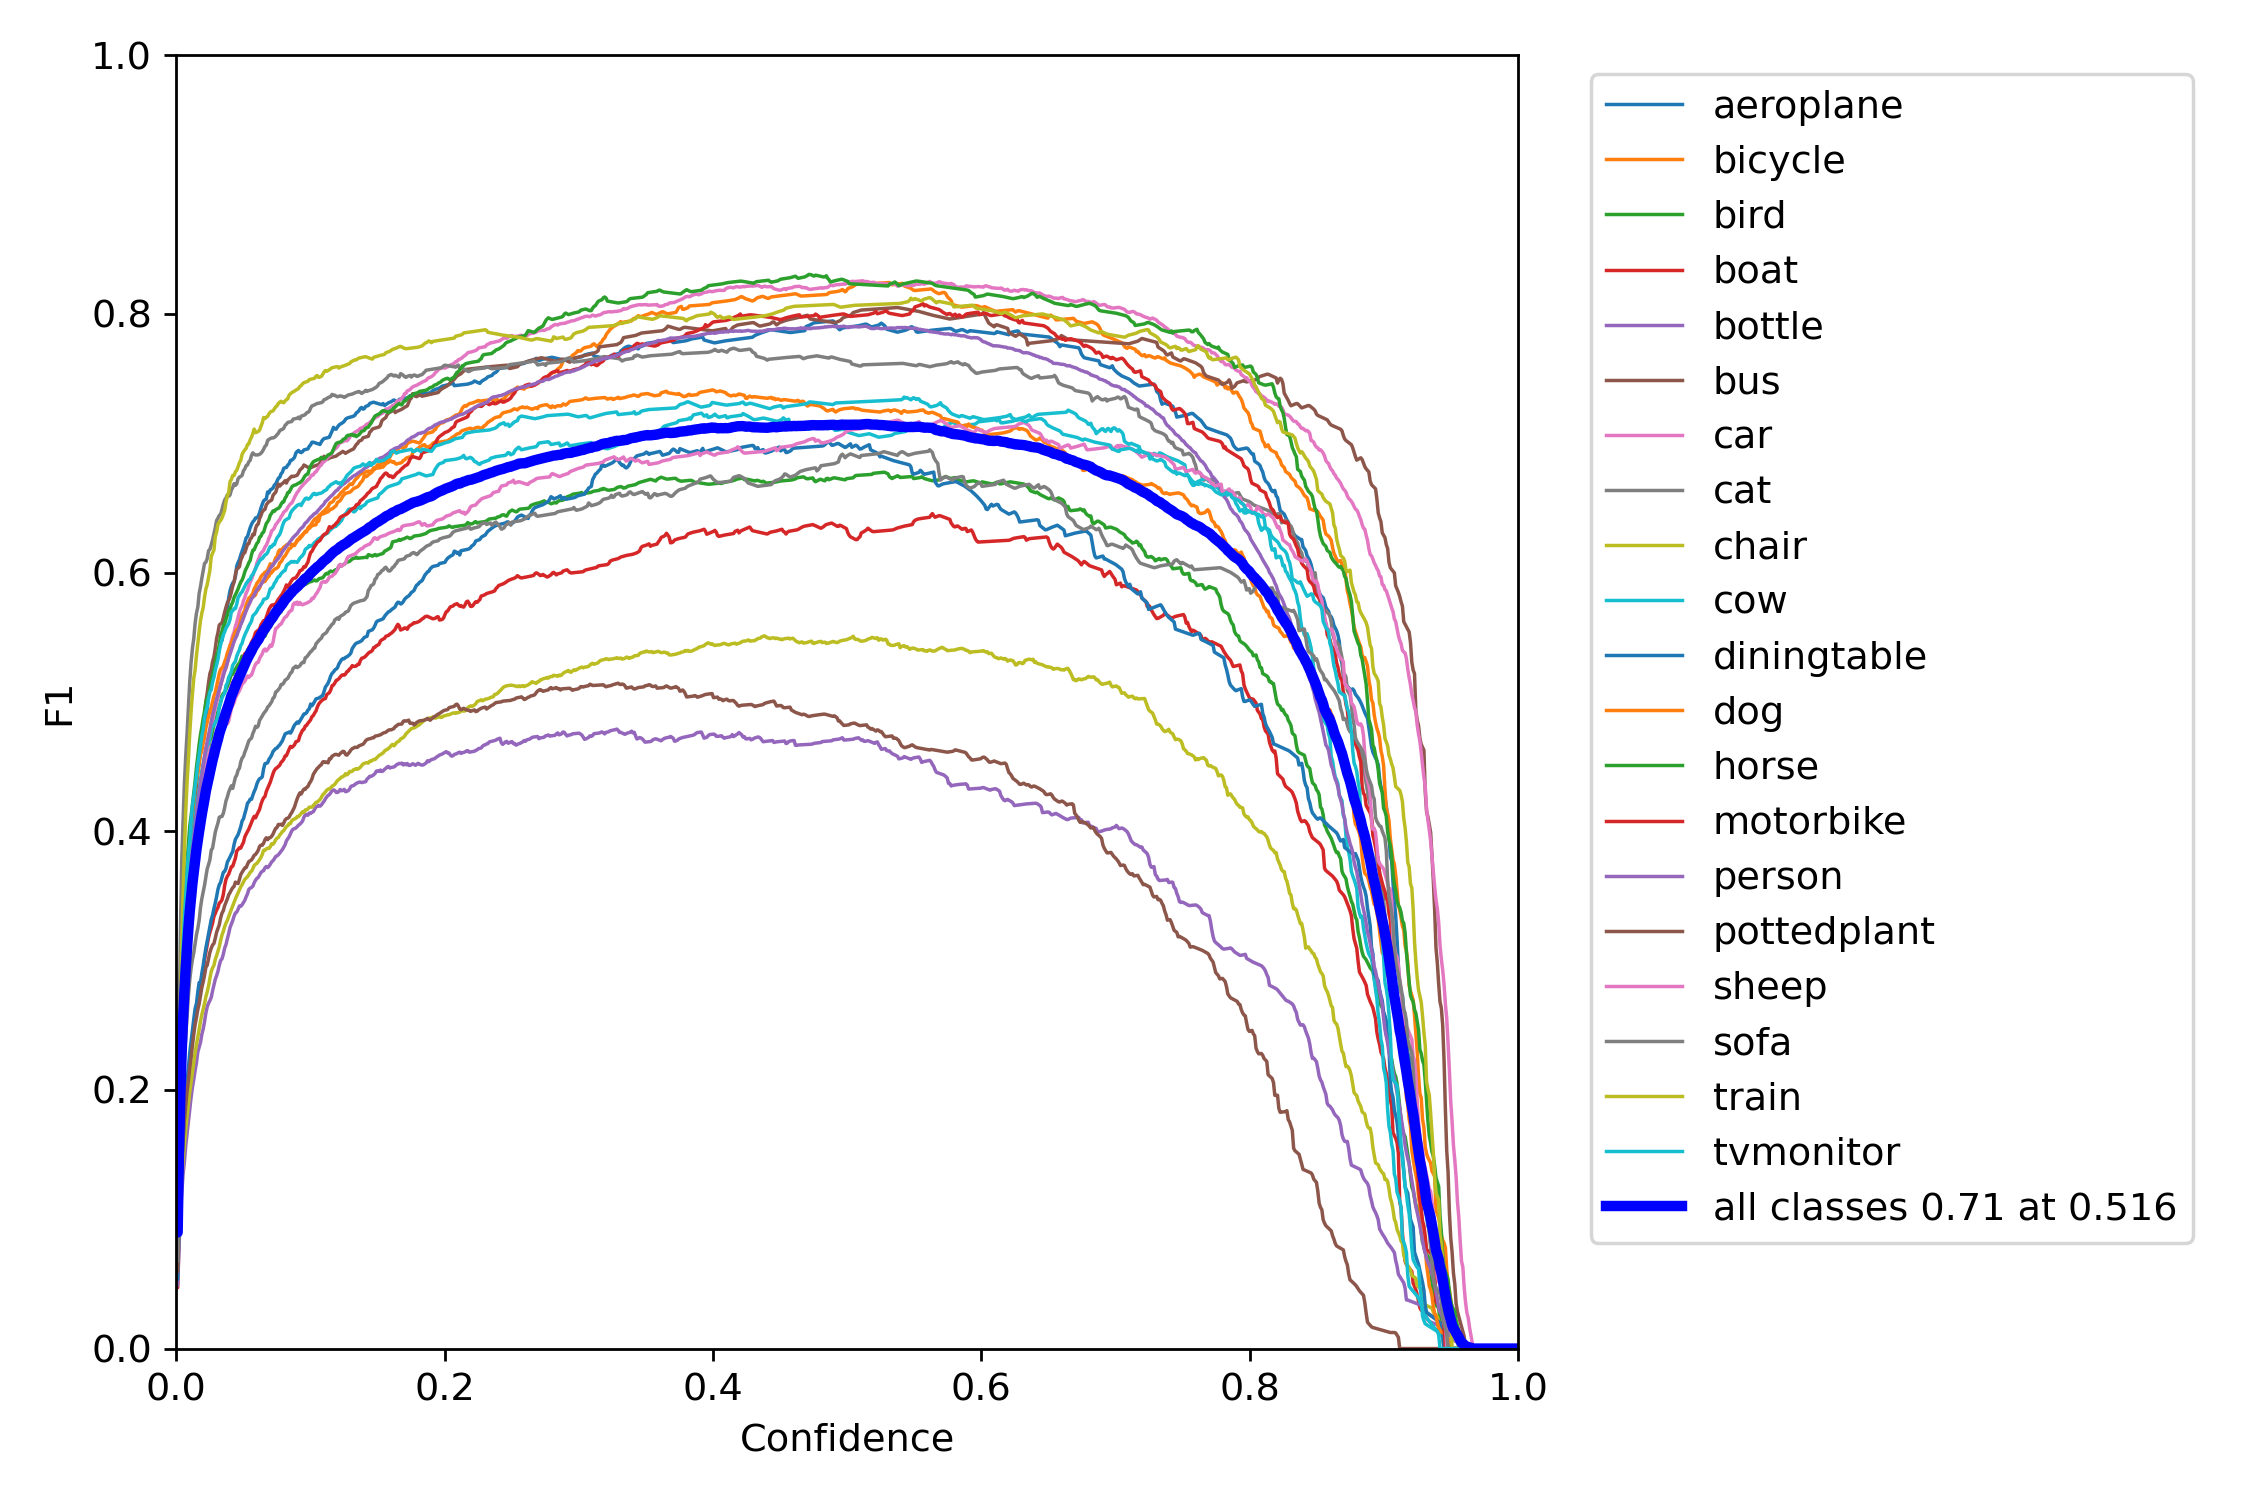 1.0
0.8
0.6
0.4
0.2
0.0
F1
0.0 0.2 0.4 0.6 0.8 1.0
Confidence
aeroplane
bicycle
bird
boat
bottle
bus
car
cat
chair
cow
diningtable
dog
horse
motorbike
person
pottedplant
sheep
sofa
train
tvmonitor
all classes 0.71 at 0.516